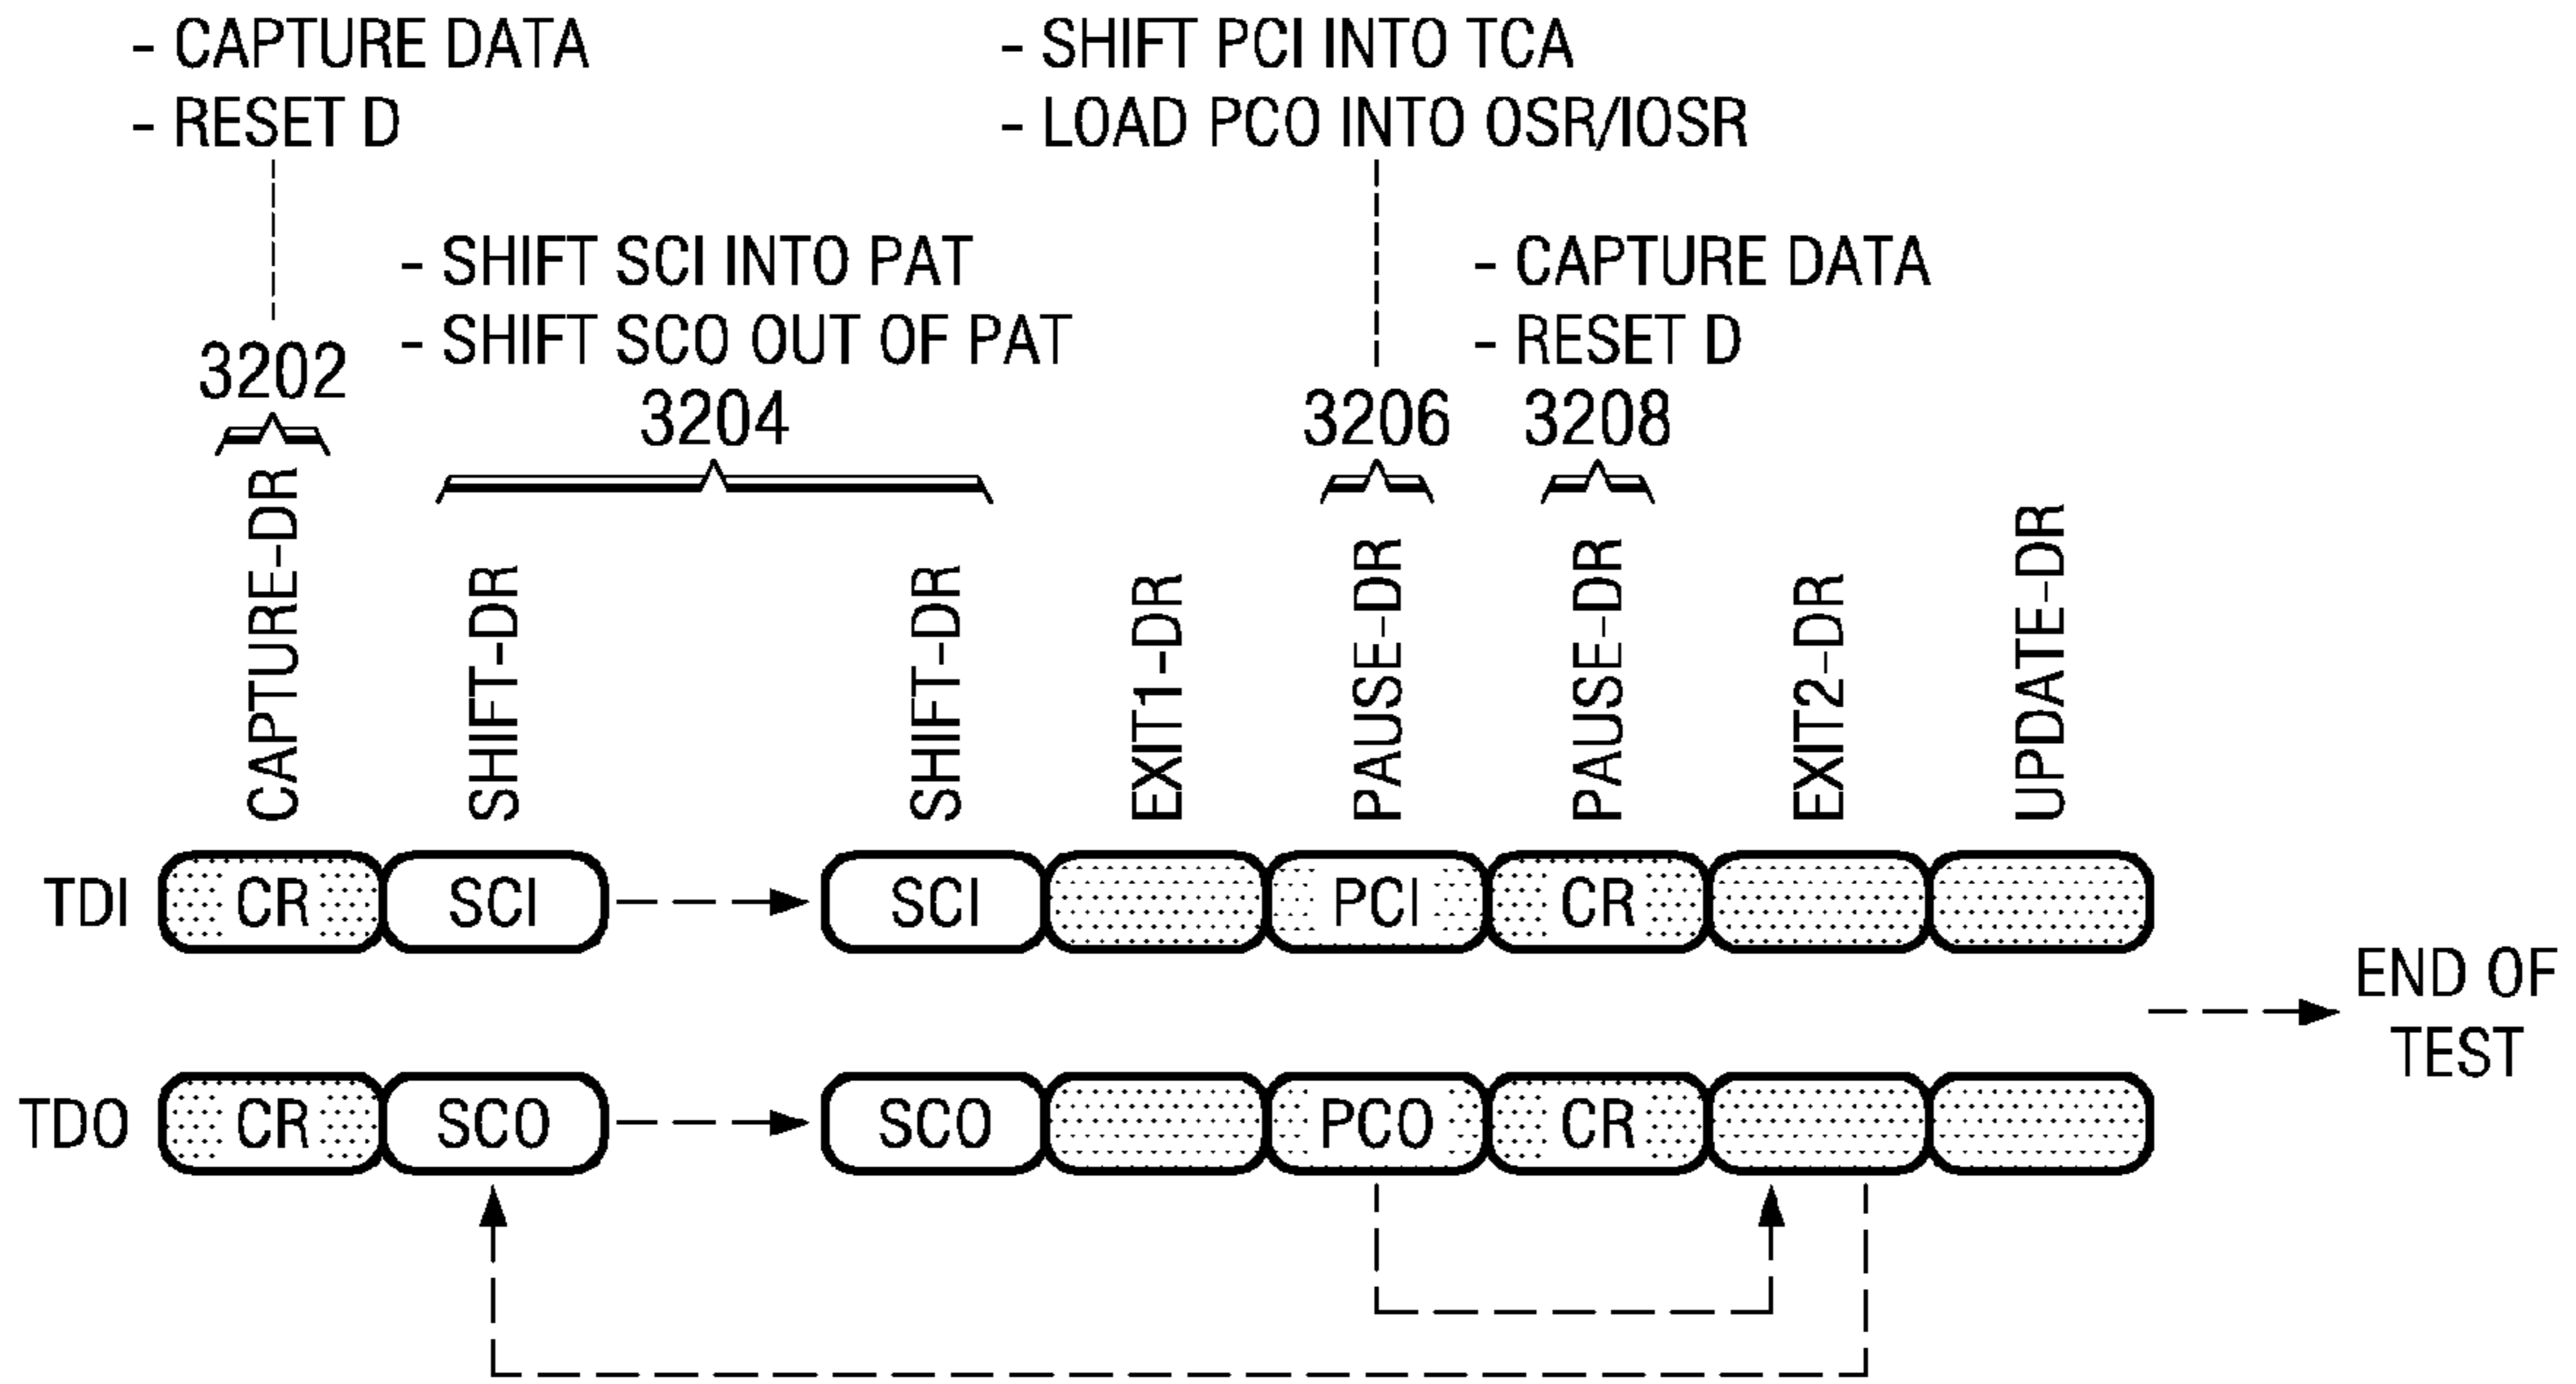 - CAPTURE DATA
- RESET D
- SHIFT PCI INTO TCA
- LOAD PCO INTO OSR/IOSR
- SHIFT SCI INTO PAT
- SHIFT SCO OUT OF PAT
- CAPTURE DATA
- RESET D
3202
3204
3206
3208
CAPTURE-DR
SHIFT-DR
SHIFT-DR
EXIT1-DR
PAUSE-DR
PAUSE-DR
EXIT2-DR
UPDATE-DR
TDI CR SCI SCI PCI CR
END OF
TEST
TDO CR SCO SCO PCO CR